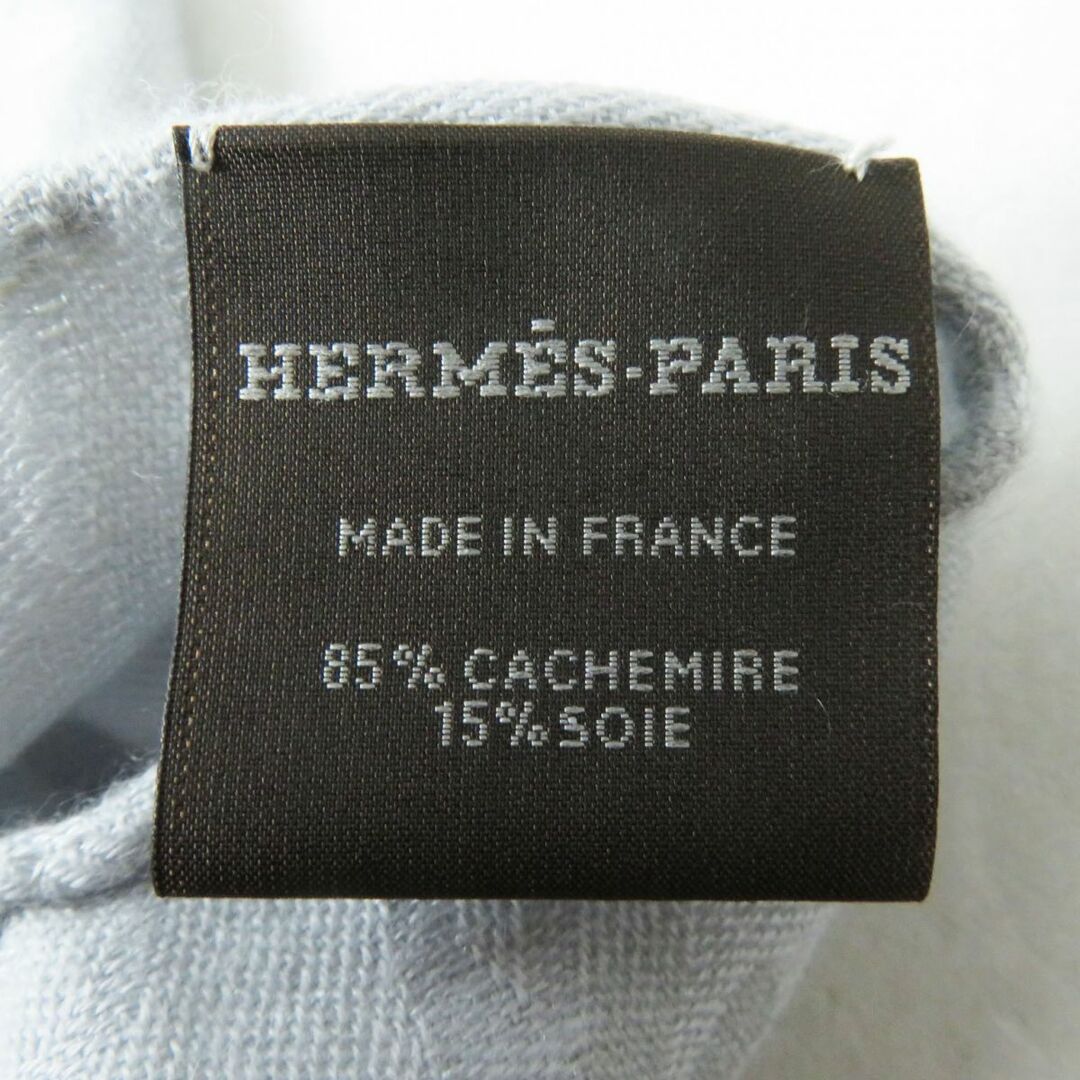 HERMÈS-PARIS
MADE IN FRANCE
85% CACHEMIRE
15% SOIE